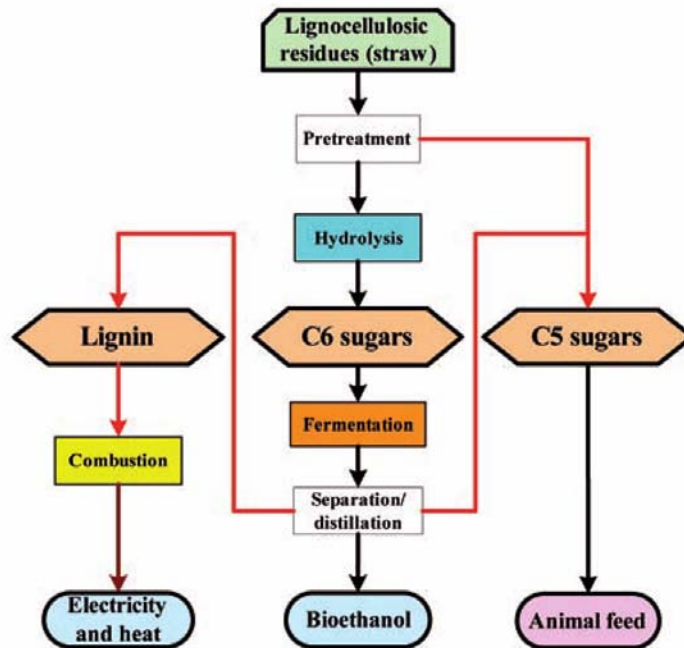 Lignocellulosic
residues (straw)
Pretreatment
Hydrolysis
Lignin
C6 sugars
C5 sugars
Fermentation
Combustion
Separation/
distillation
Electricity
and heat
Bioethanol
Animal feed